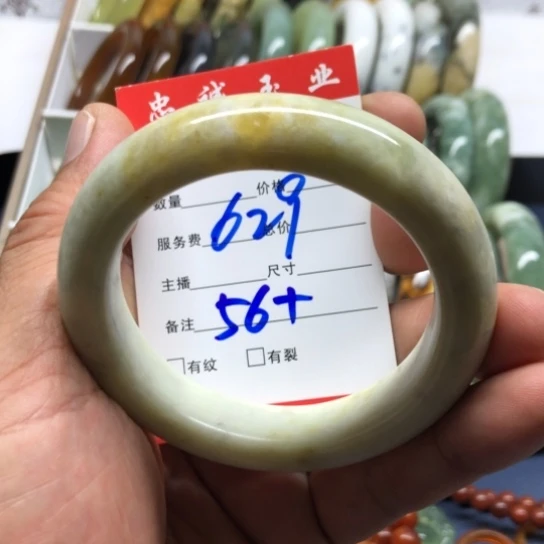 忠诚玉业
数量 价格
629
服务费 总价
主播 尺寸
56+
备注
有纹 有裂